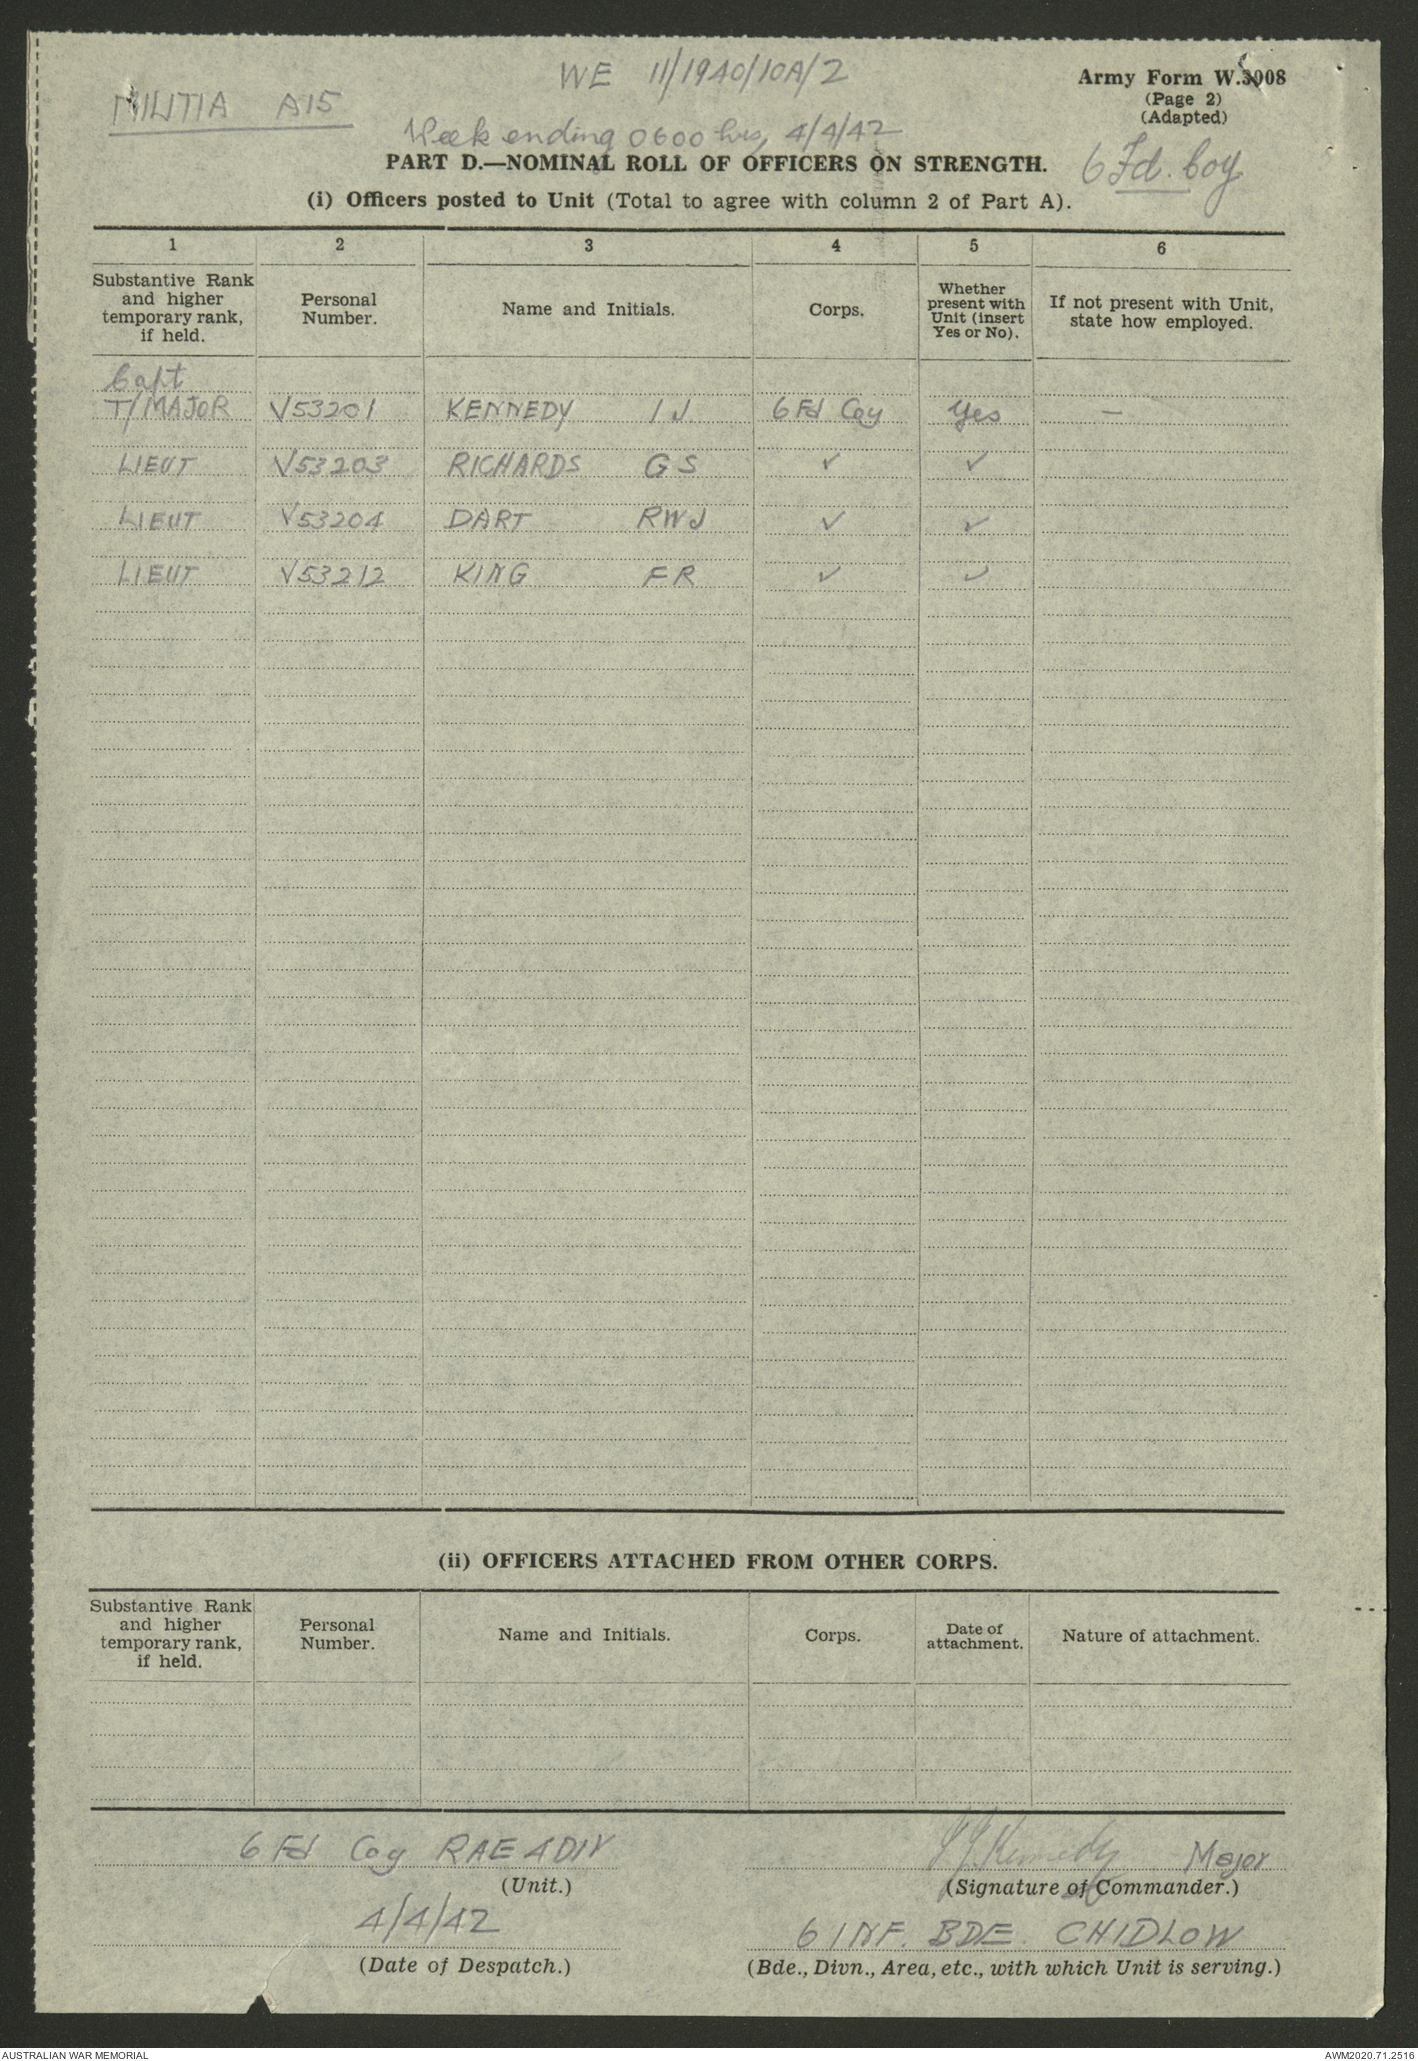 WE 11/1940/10A/2
Army Form W.3008
(Page 2)
(Adapted)
MILITIA A15
Week ending 0600 hrs, 4/4/42
PART D.—NOMINAL ROLL OF OFFICERS ON STRENGTH.
6 Fd. Coy
(i) Officers posted to Unit (Total to agree with column 2 of Part A).
1 2 3 4 5 6
Substantive Rank and higher temporary rank, if held.
Personal Number.
Name and Initials.
Corps.
Whether present with Unit (insert Yes or No).
If not present with Unit, state how employed.
Capt
T/MAJOR V53201 KENNEDY I J. 6 Fd Coy Yes —
LIEUT V53203 RICHARDS G S ✓ ✓
LIEUT V53204 DART RWJ ✓ ✓
LIEUT V53212 KING F R ✓ ✓
(ii) OFFICERS ATTACHED FROM OTHER CORPS.
Substantive Rank and higher temporary rank, if held.
Personal Number.
Name and Initials.
Corps.
Date of attachment.
Nature of attachment.
6 Fd Coy RAE 4 DIV
(Unit.)
I J Kennedy Major
(Signature of Commander.)
4/4/42
(Date of Despatch.)
6 INF. BDE. CHIDLOW
(Bde., Divn., Area, etc., with which Unit is serving.)
AUSTRALIAN WAR MEMORIAL
AWM2020.71.2516